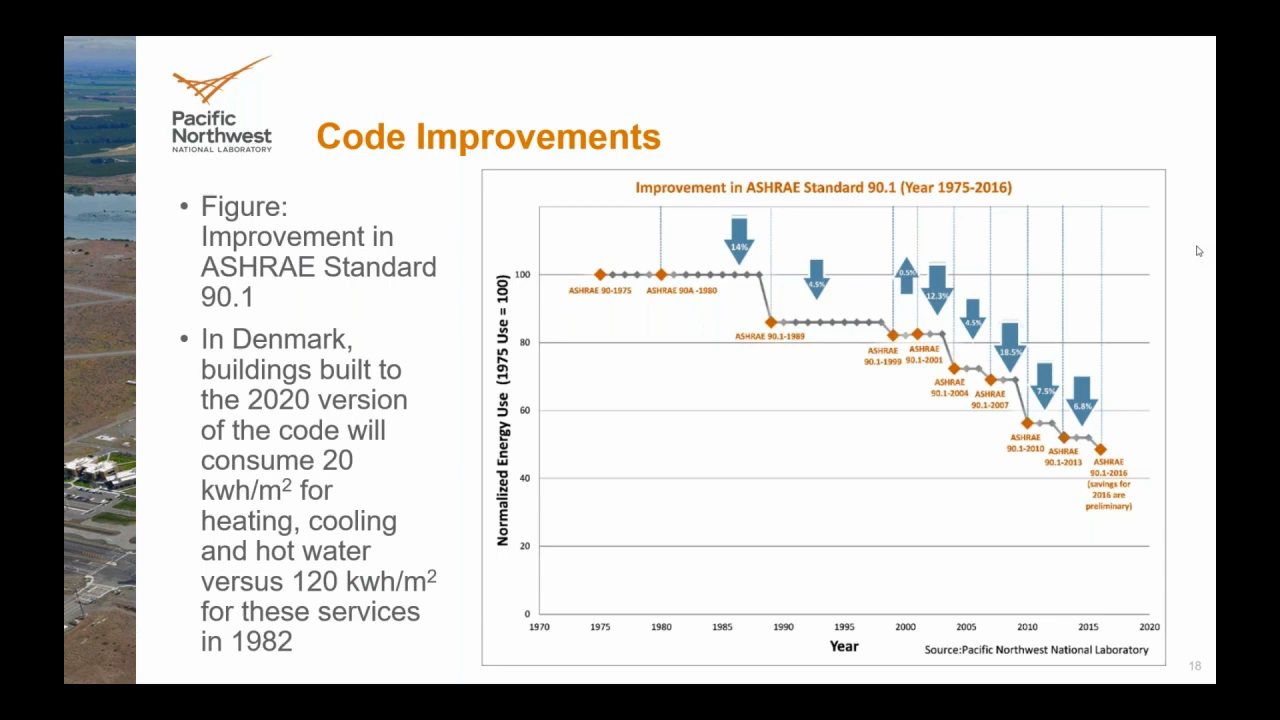 Pacific
Northwest
NATIONAL LABORATORY
Code Improvements
• Figure:
Improvement in
ASHRAE Standard
90.1
• In Denmark,
buildings built to
the 2020 version
of the code will
consume 20
kwh/m² for
heating, cooling
and hot water
versus 120 kwh/m²
for these services
in 1982
Improvement in ASHRAE Standard 90.1 (Year 1975-2016)
Normalized Energy Use (1975 Use = 100)
100
80
60
40
20
0
14%
4.5%
0.5%
12.3%
4.5%
18.5%
7.5%
6.8%
ASHRAE 90-1975
ASHRAE 90A -1980
ASHRAE 90.1-1989
ASHRAE
90.1-1999
ASHRAE
90.1-2001
ASHRAE
90.1-2004
ASHRAE
90.1-2007
ASHRAE
90.1-2010
ASHRAE
90.1-2013
ASHRAE
90.1-2016
(savings for
2016 are
preliminary)
1970
1975
1980
1985
1990
1995
2000
2005
2010
2015
2020
Year
Source:Pacific Northwest National Laboratory
18